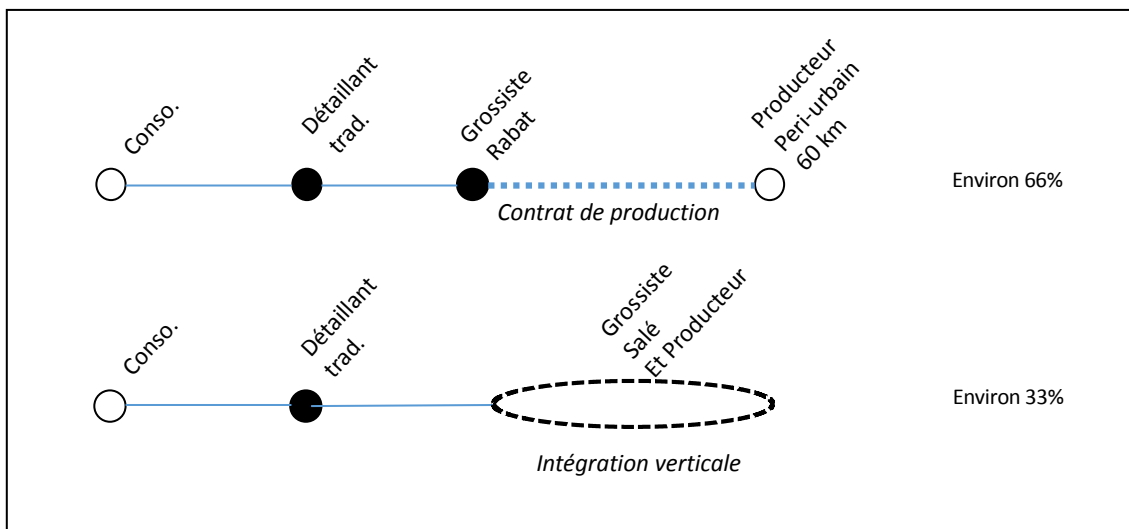 Conso.
Détaillant
trad.
Grossiste
Rabat
Producteur
Peri-urbain
60 km
Environ 66%
Contrat de production
Conso.
Détaillant
trad.
Grossiste
Salé
Et Producteur
Environ 33%
Intégration verticale